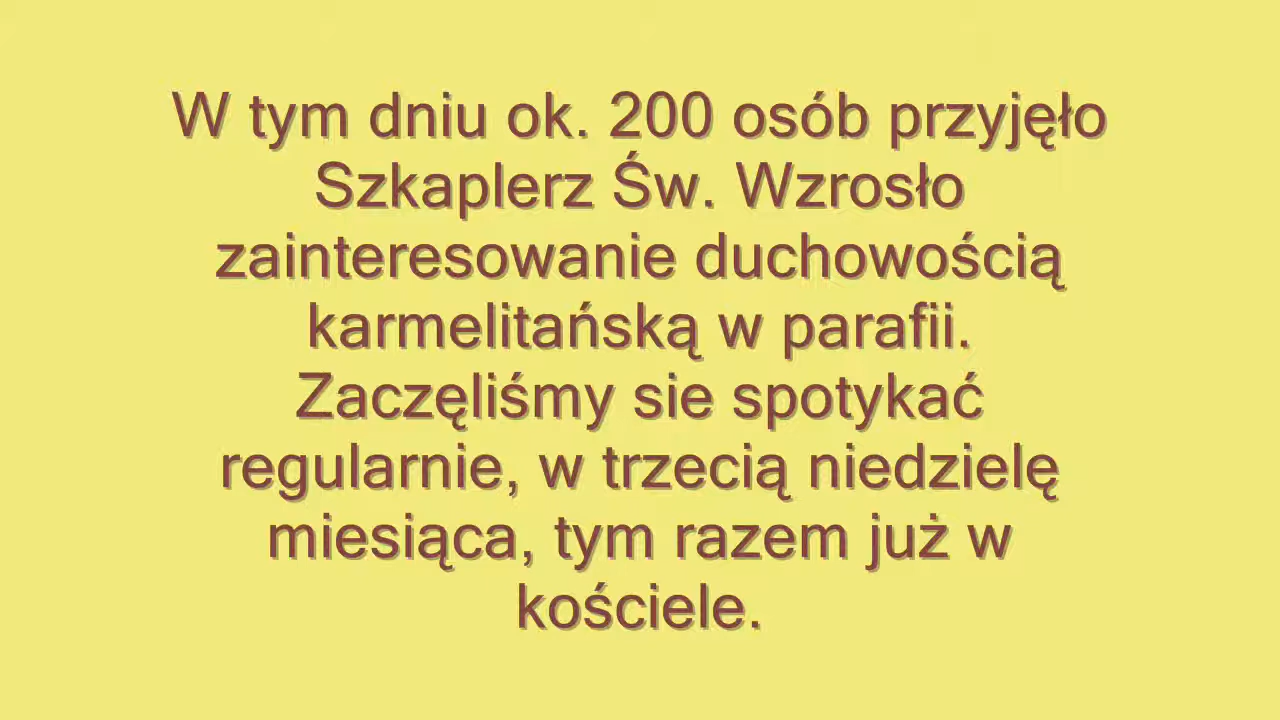 W tym dniu ok. 200 osób przyjęło
Szkaplerz Św. Wzrosło
zainteresowanie duchowością
karmelitańską w parafii.
Zaczęliśmy sie spotykać
regularnie, w trzecią niedzielę
miesiąca, tym razem już w
kościele.